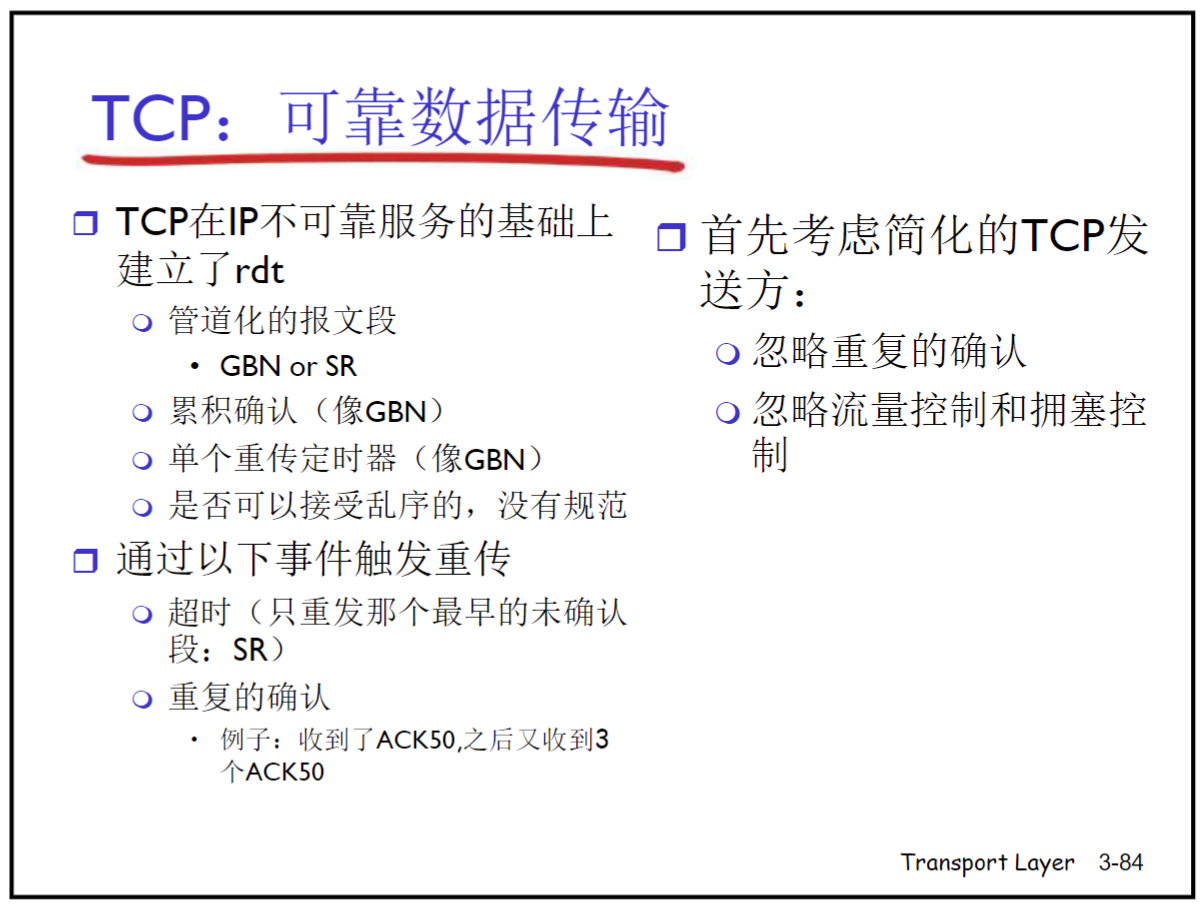 TCP：可靠数据传输
TCP在IP不可靠服务的基础上
建立了rdt
管道化的报文段
• GBN or SR
累积确认（像GBN）
单个重传定时器（像GBN）
是否可以接受乱序的，没有规范
通过以下事件触发重传
超时（只重发那个最早的未确认
段：SR）
重复的确认
• 例子：收到了ACK50,之后又收到3
个ACK50
首先考虑简化的TCP发
送方：
忽略重复的确认
忽略流量控制和拥塞控
制
Transport Layer 3-84